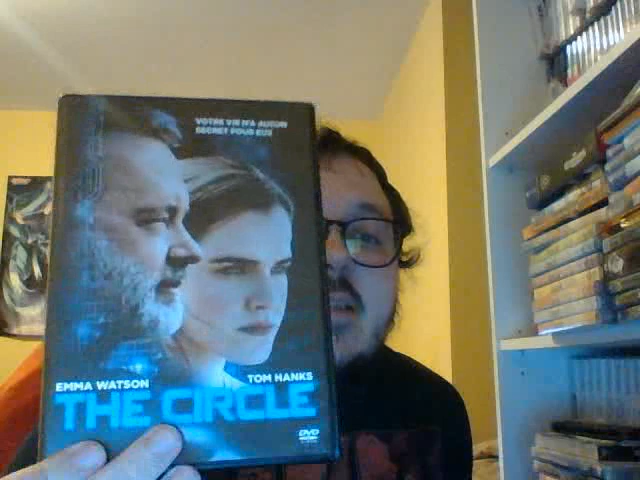 VOTRE VIE N'A AUCUN
SECRET POUR EUX
EMMA WATSON
TOM HANKS
THE CIRCLE
DVD